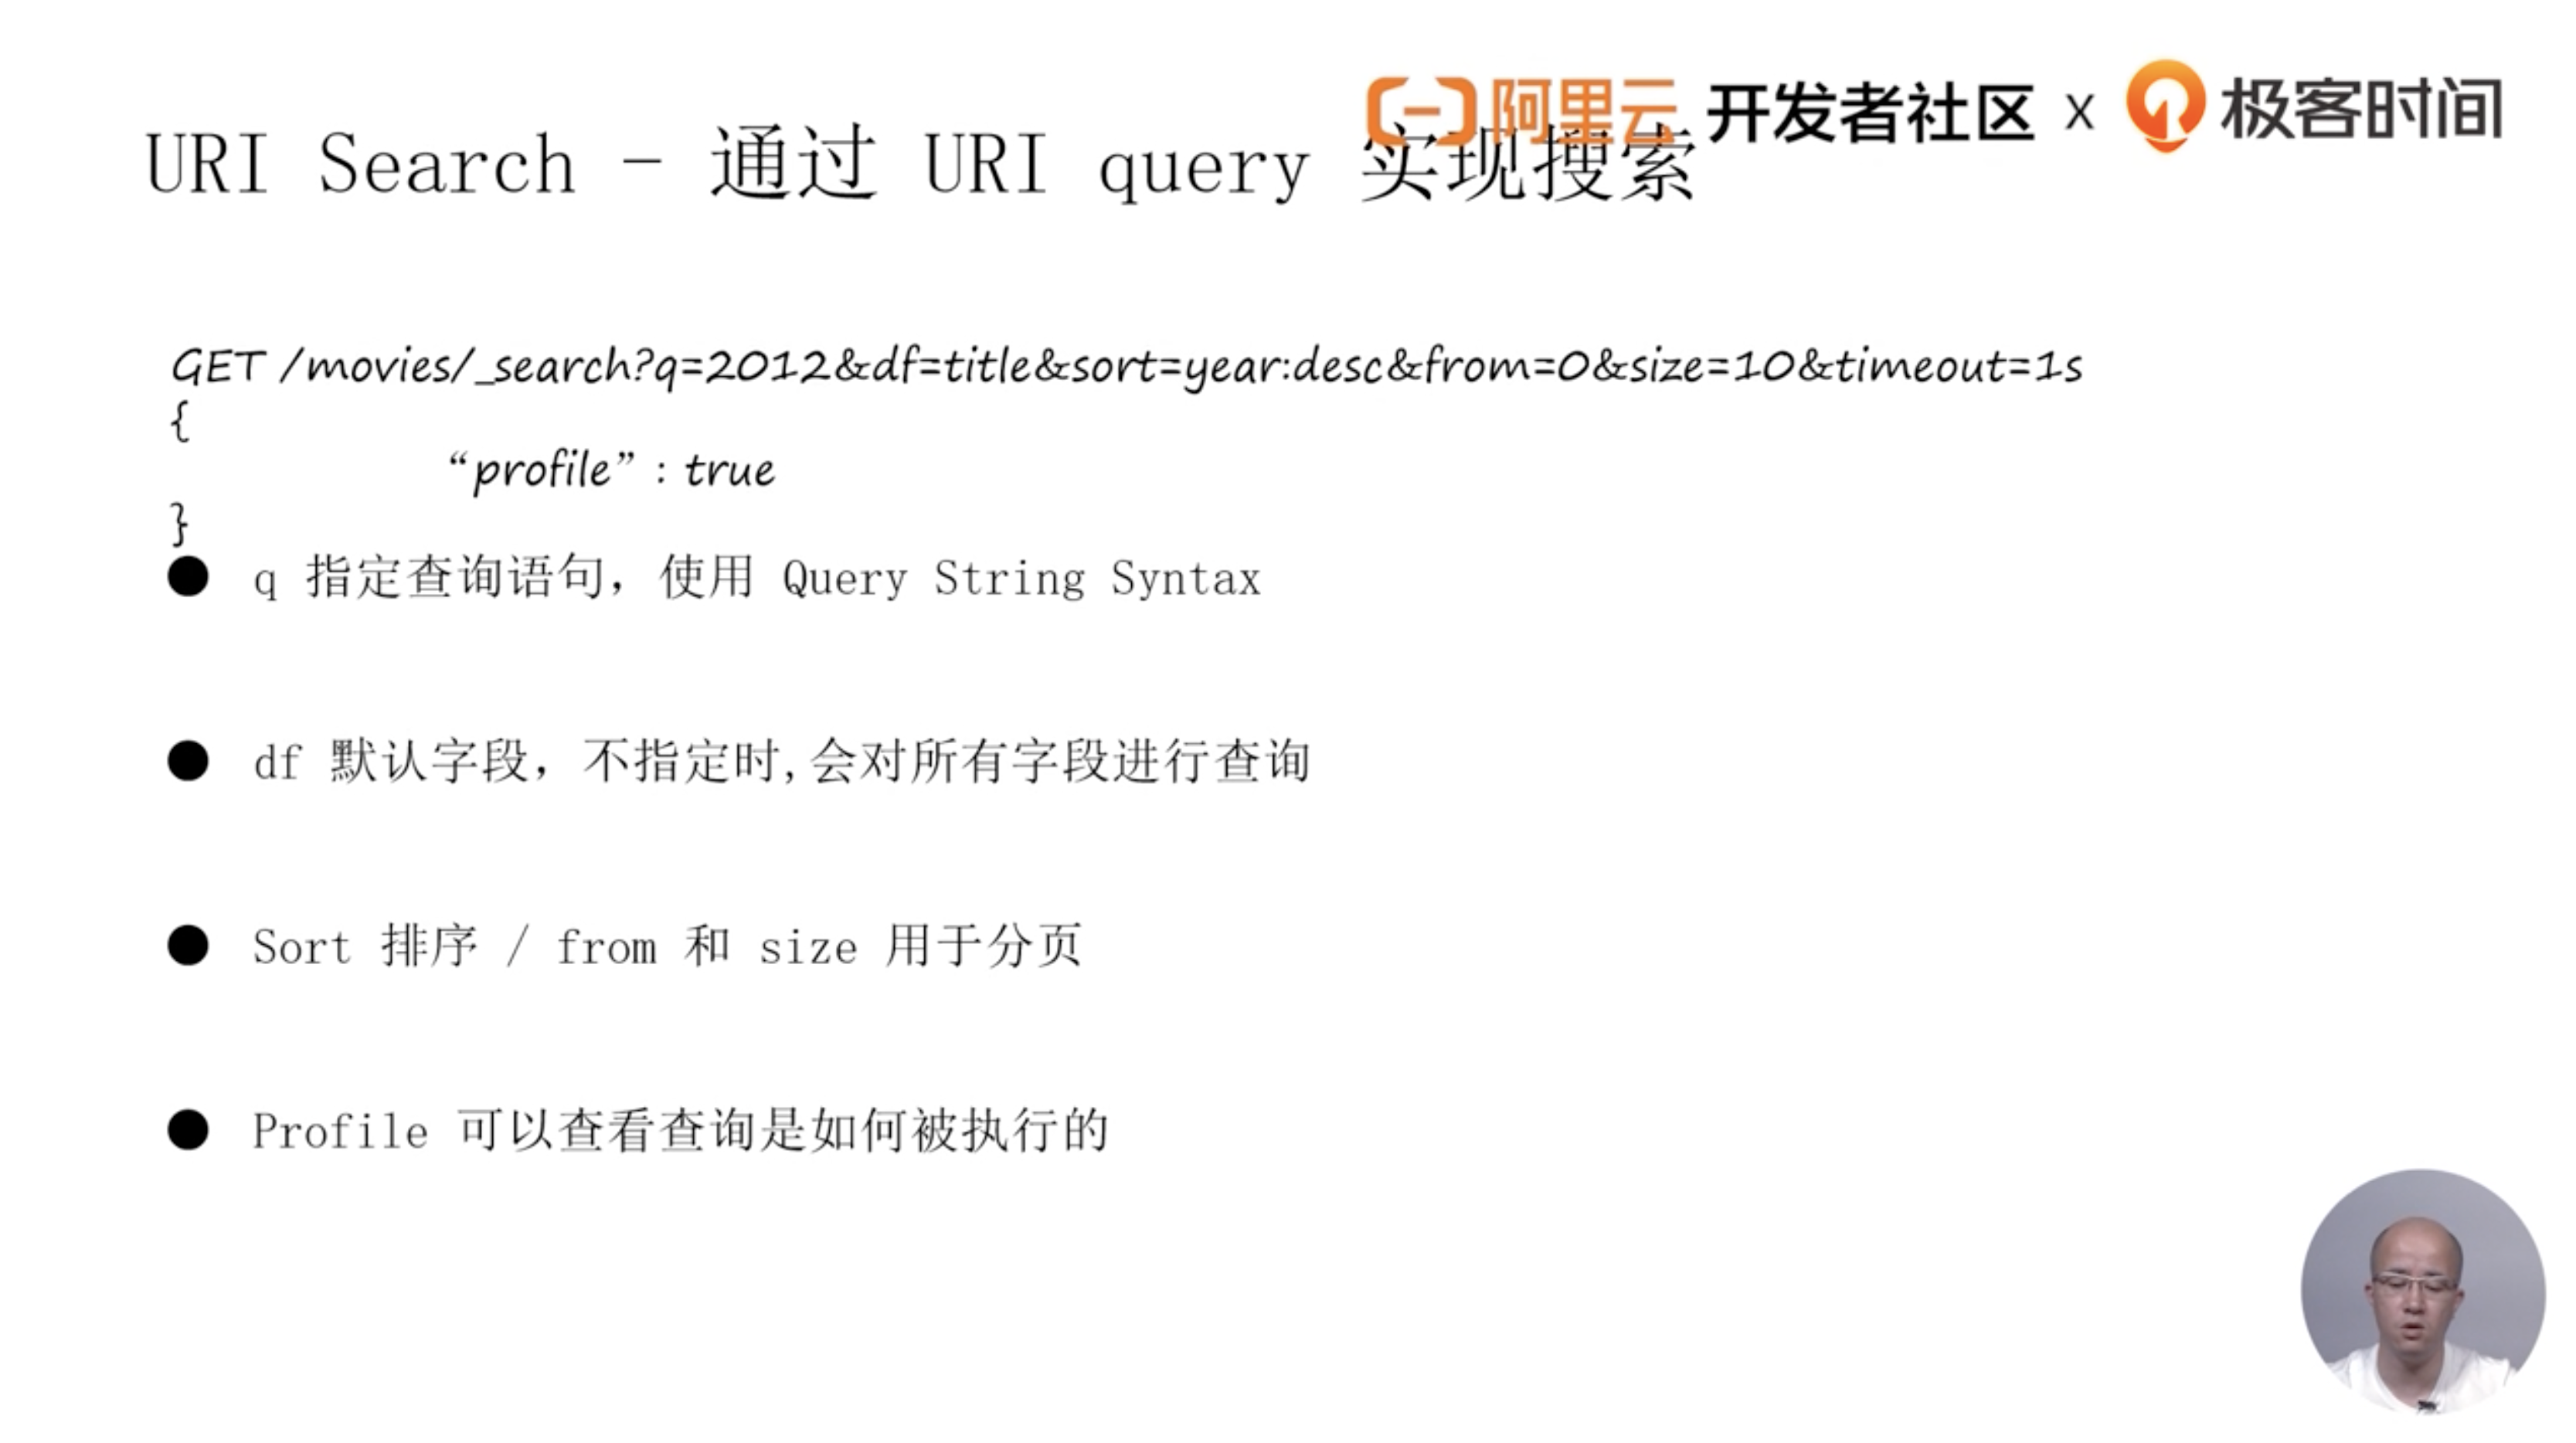 阿里云 开发者社区 X 极客时间
URI Search - 通过 URI query 实现搜索
GET /movies/_search?q=2012&df=title&sort=year:desc&from=0&size=10&timeout=1s
{
“profile” : true
}
● q 指定查询语句，使用 Query String Syntax
● df 默认字段，不指定时,会对所有字段进行查询
● Sort 排序 / from 和 size 用于分页
● Profile 可以查看查询是如何被执行的